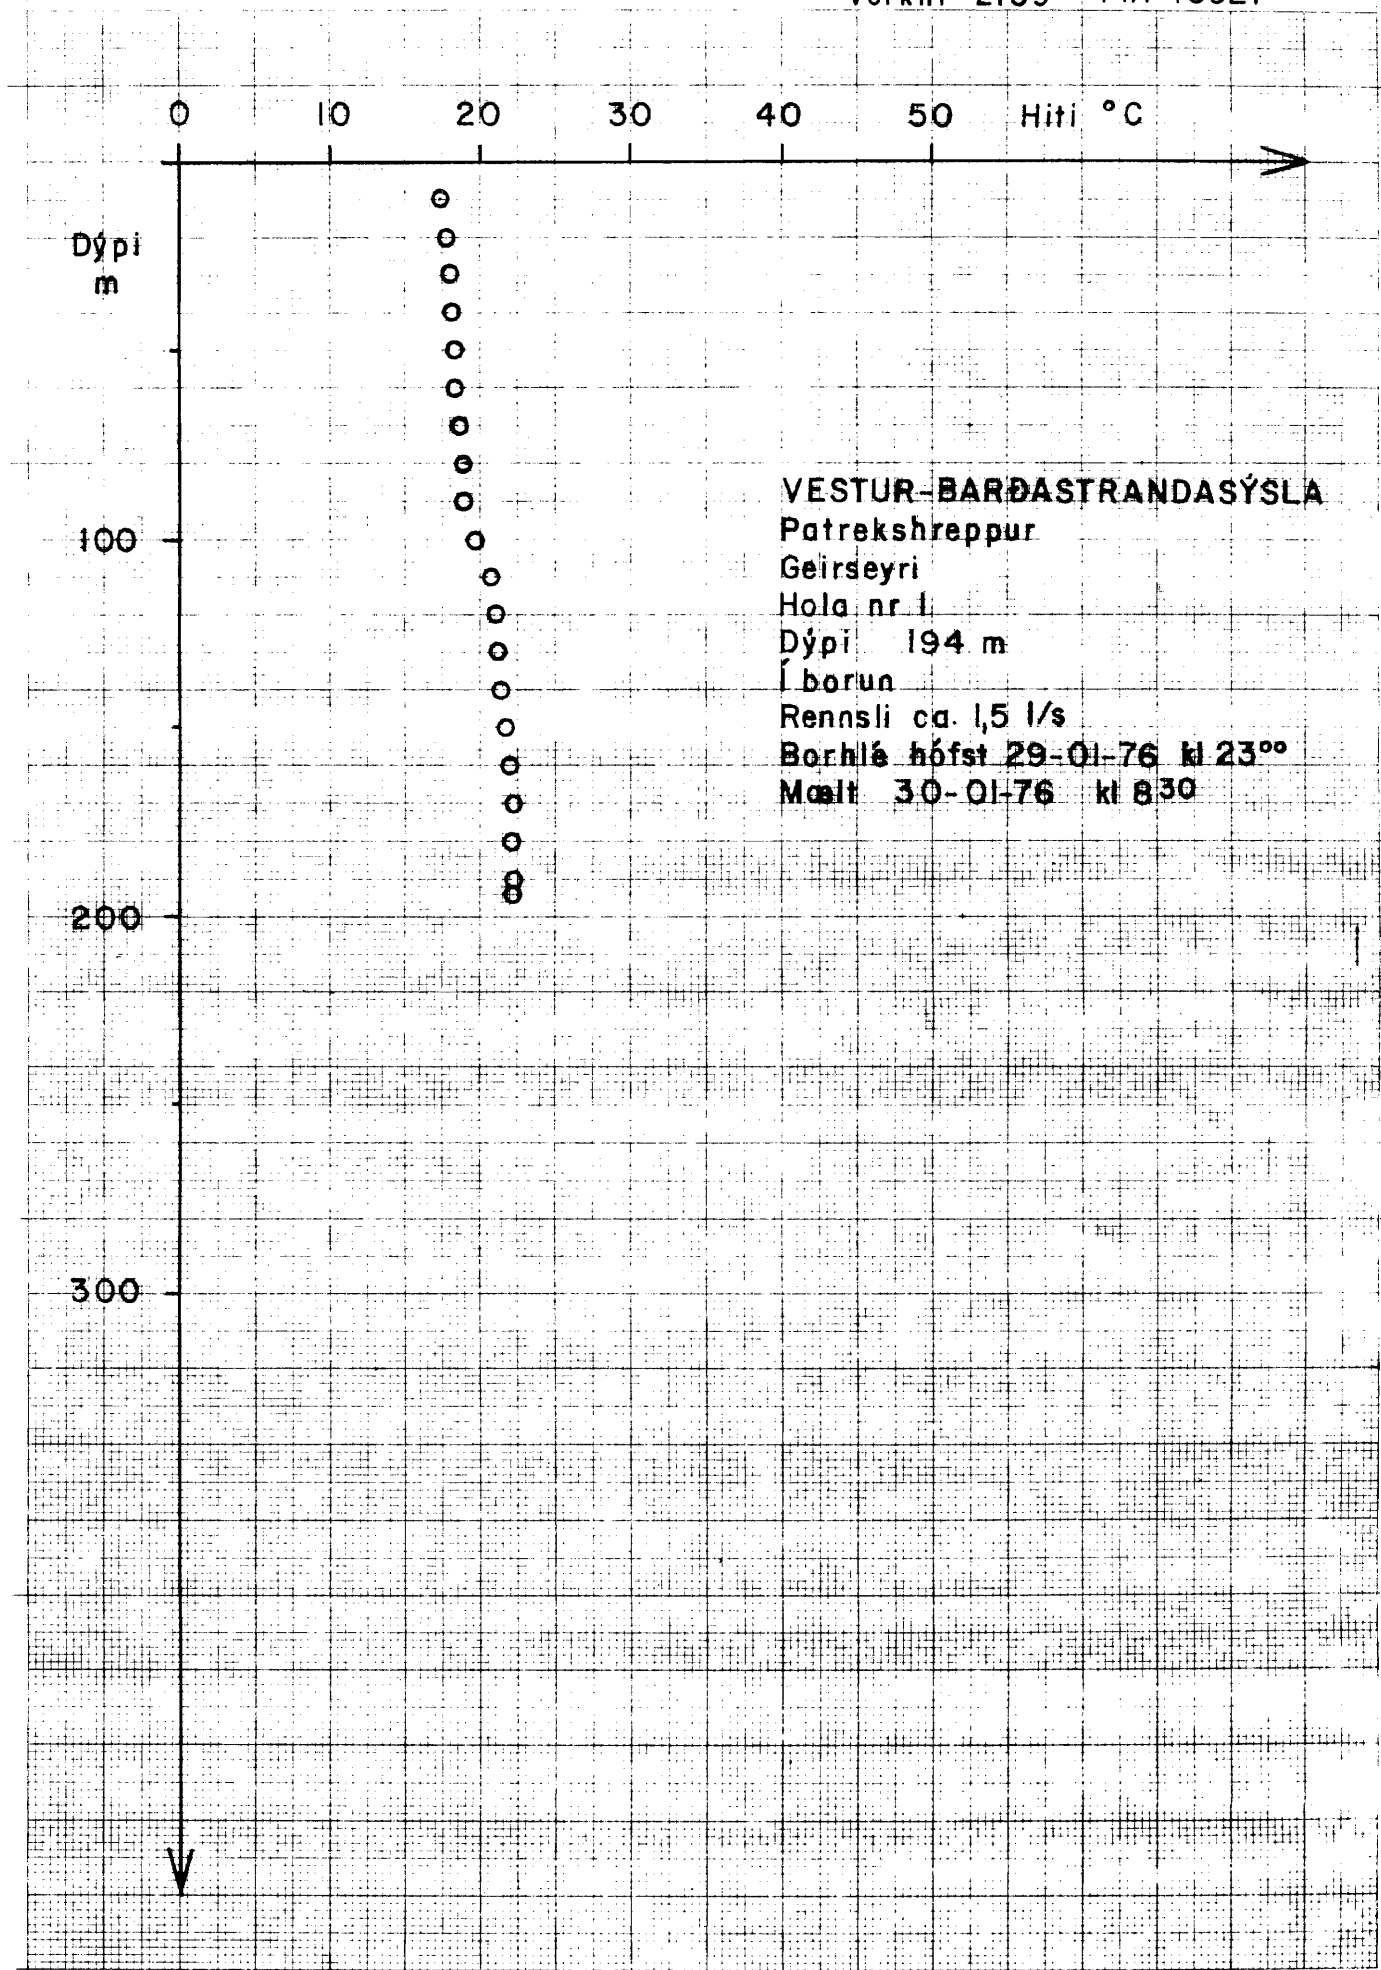 0 10 20 30 40 50 Hiti °C
Dýpi
m
100
200
300
VESTUR-BARÐASTRANDASÝSLA
Patrekshreppur
Geirseyri
Hola nr 1
Dýpi 194 m
Í borun
Rennsli ca. 1,5 l/s
Borhlé hófst 29-01-76 kl 23⁰⁰
Mælt 30-01-76 kl 8³⁰